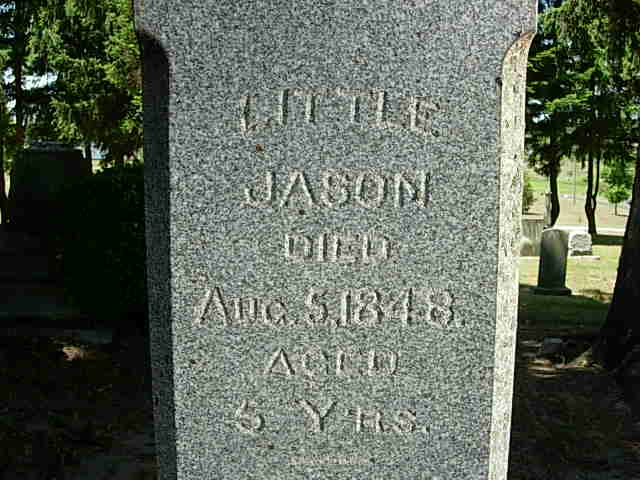 LITTLE
JASON
DIED
AUG. 5, 1848.
AGED
5 YRS.